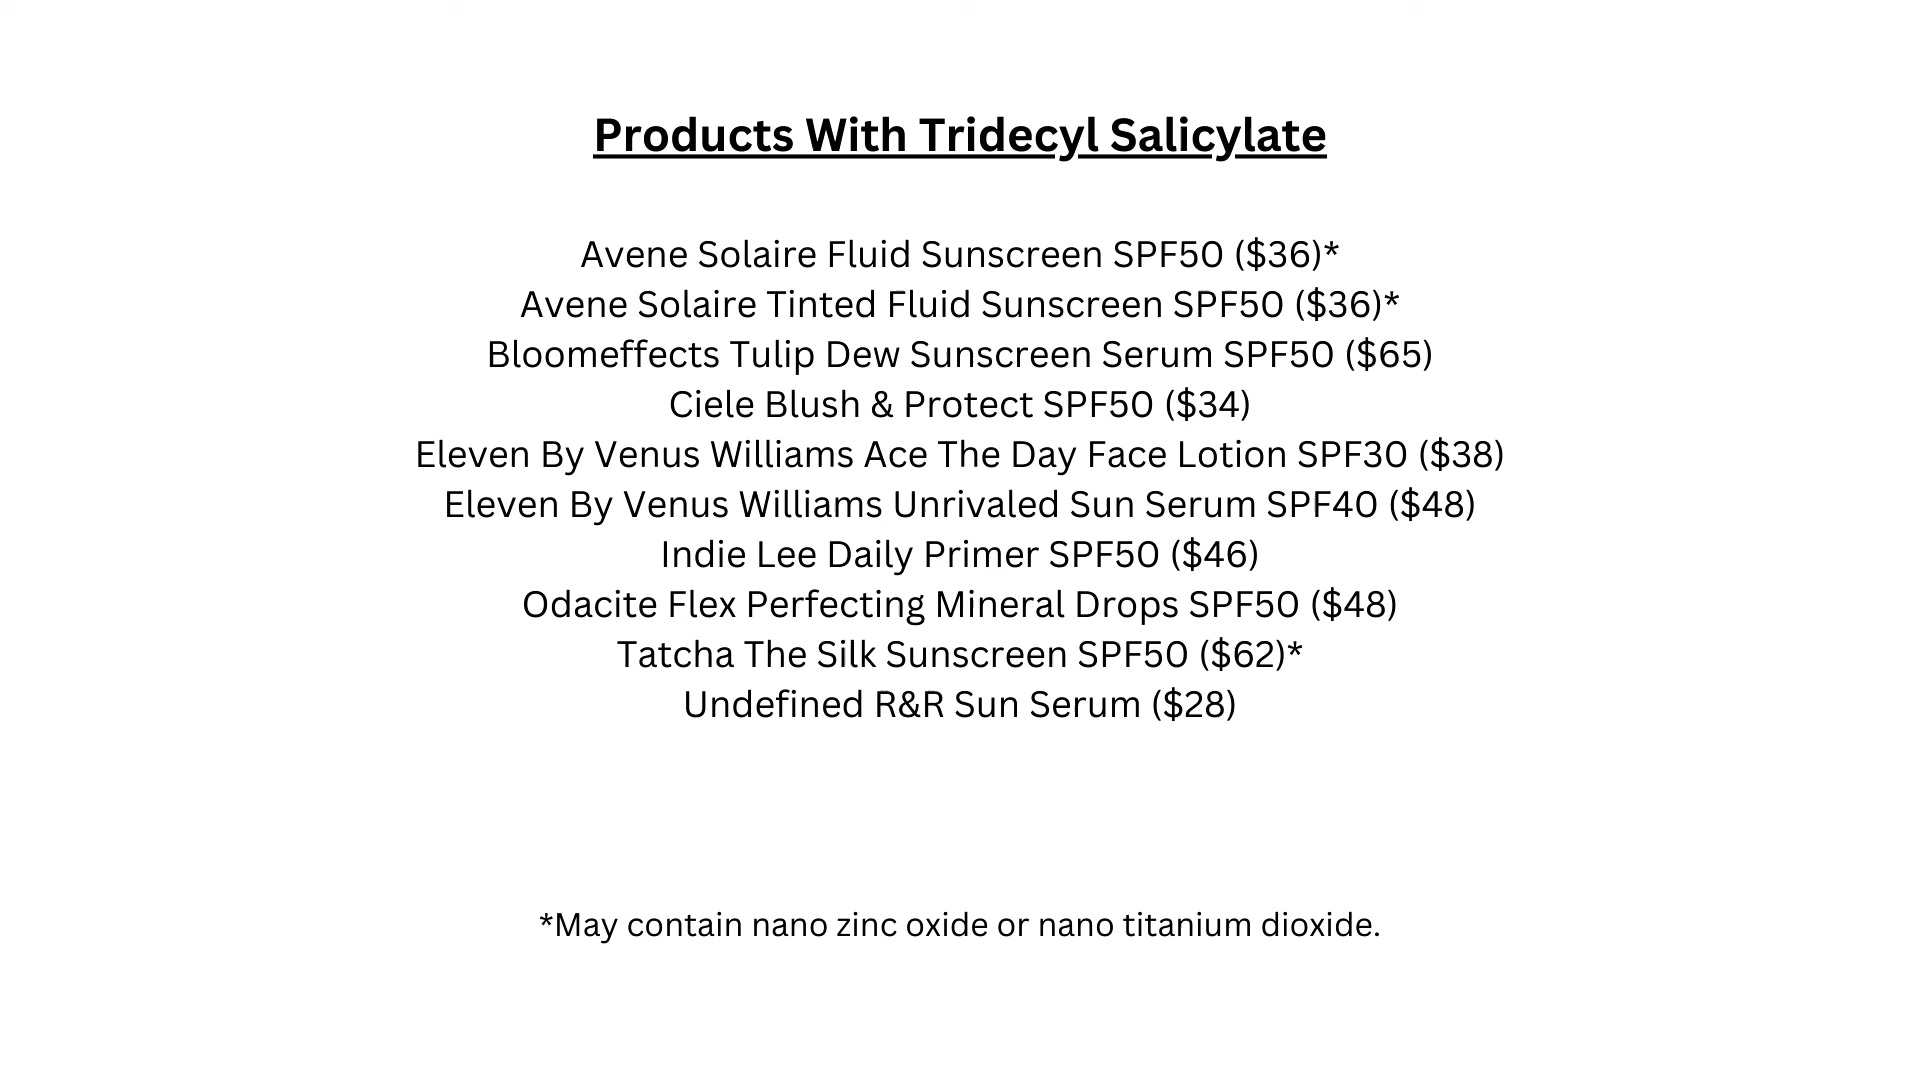 Products With Tridecyl Salicylate
Avene Solaire Fluid Sunscreen SPF50 ($36)*
Avene Solaire Tinted Fluid Sunscreen SPF50 ($36)*
Bloomeffects Tulip Dew Sunscreen Serum SPF50 ($65)
Ciele Blush & Protect SPF50 ($34)
Eleven By Venus Williams Ace The Day Face Lotion SPF30 ($38)
Eleven By Venus Williams Unrivaled Sun Serum SPF40 ($48)
Indie Lee Daily Primer SPF50 ($46)
Odacite Flex Perfecting Mineral Drops SPF50 ($48)
Tatcha The Silk Sunscreen SPF50 ($62)*
Undefined R&R Sun Serum ($28)
*May contain nano zinc oxide or nano titanium dioxide.